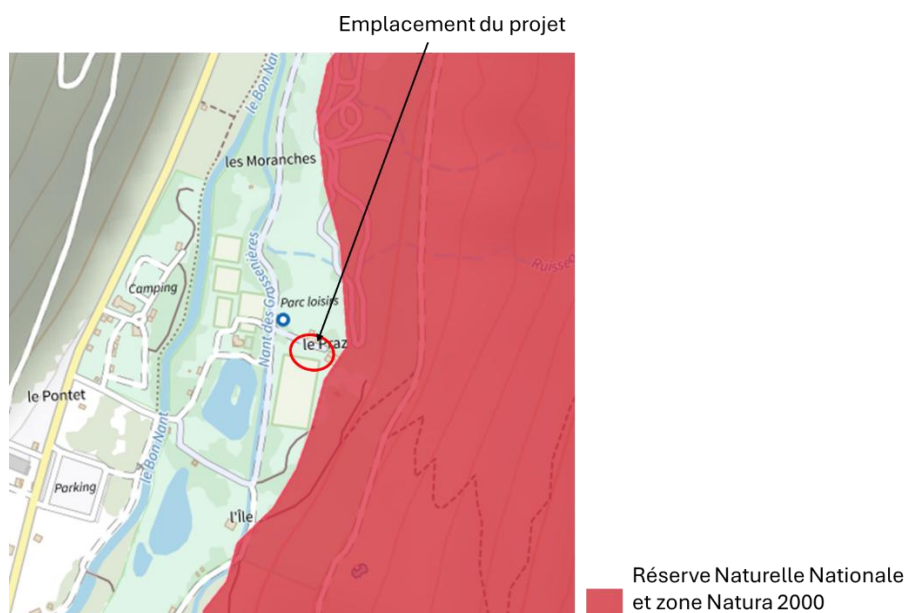 Emplacement du projet
le Bon Nant
les Moranches
Nant des Grassenières
Camping
Parc loisirs
le Praz
le Pontet
le Bon Nant
Parking
l'Île
Réserve Naturelle Nationale
et zone Natura 2000